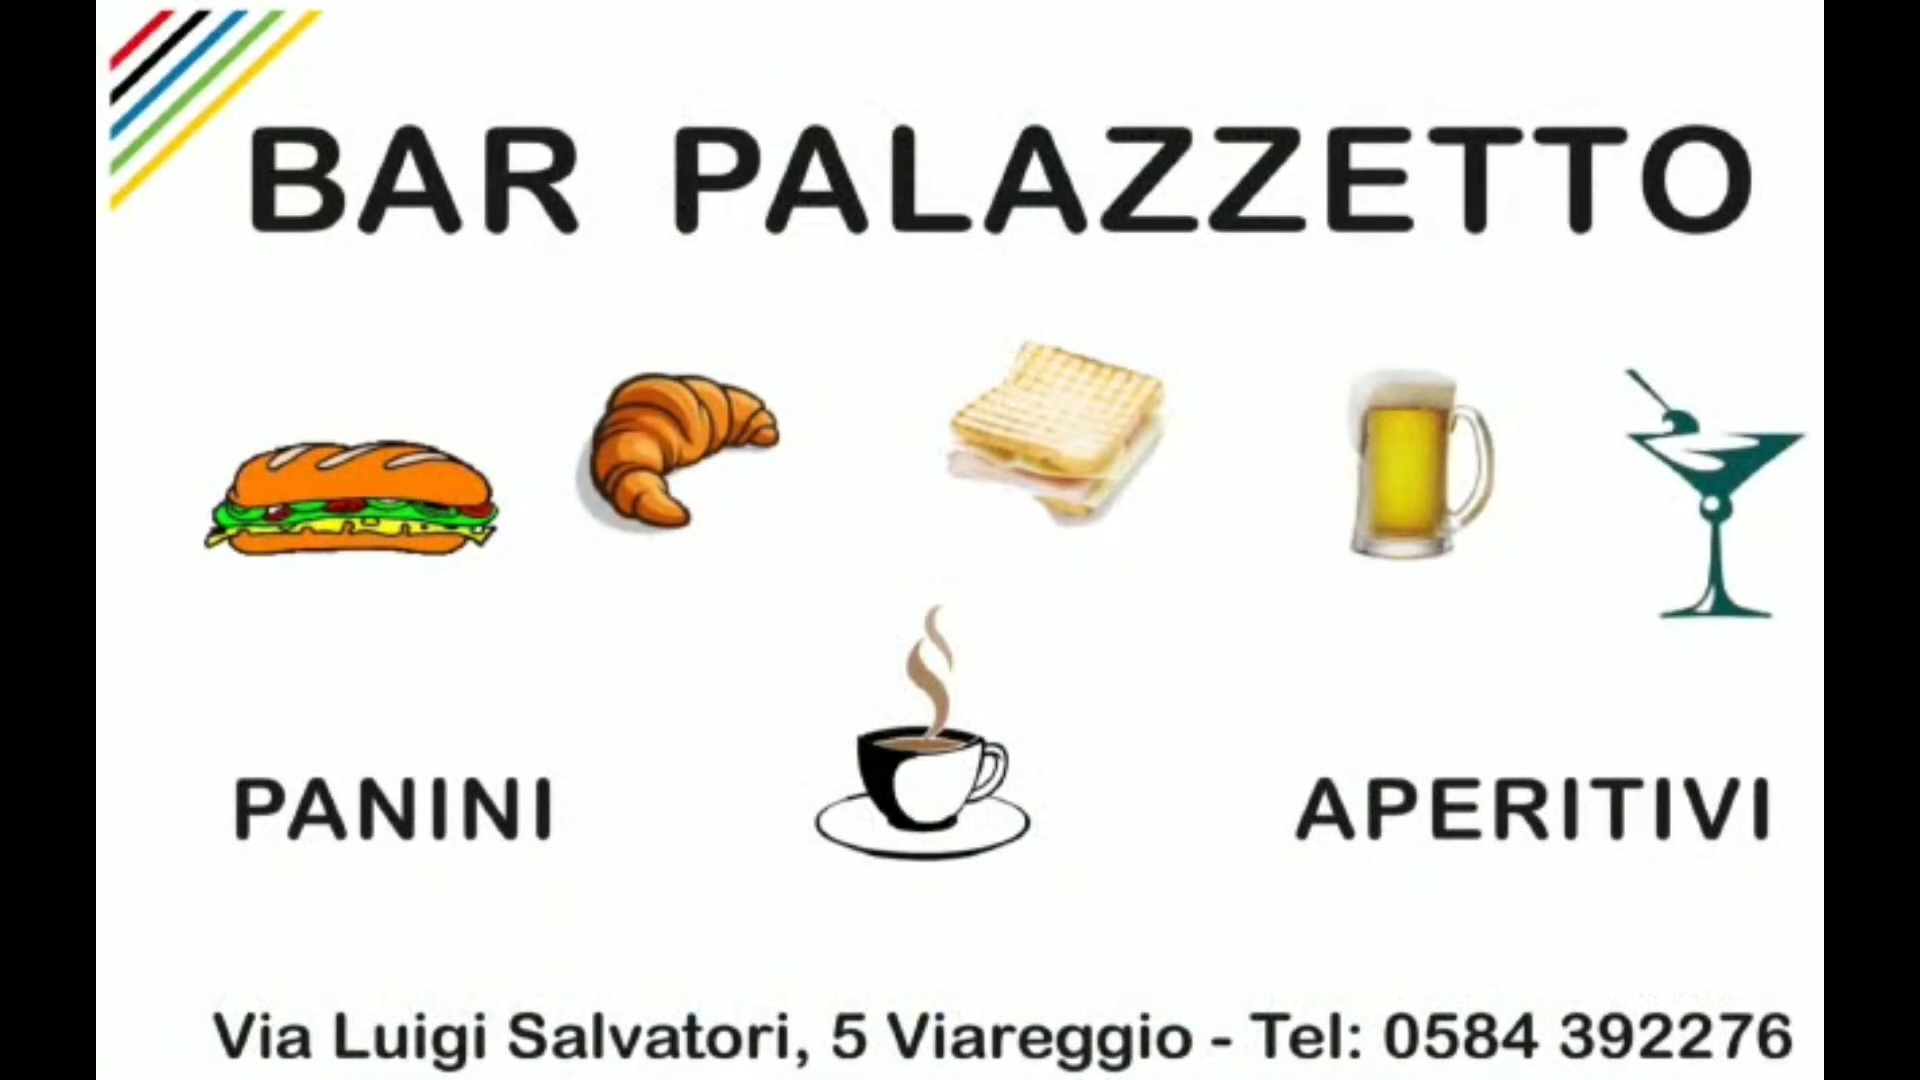 BAR PALAZZETTO
PANINI
APERITIVI
Via Luigi Salvatori, 5 Viareggio - Tel: 0584 392276